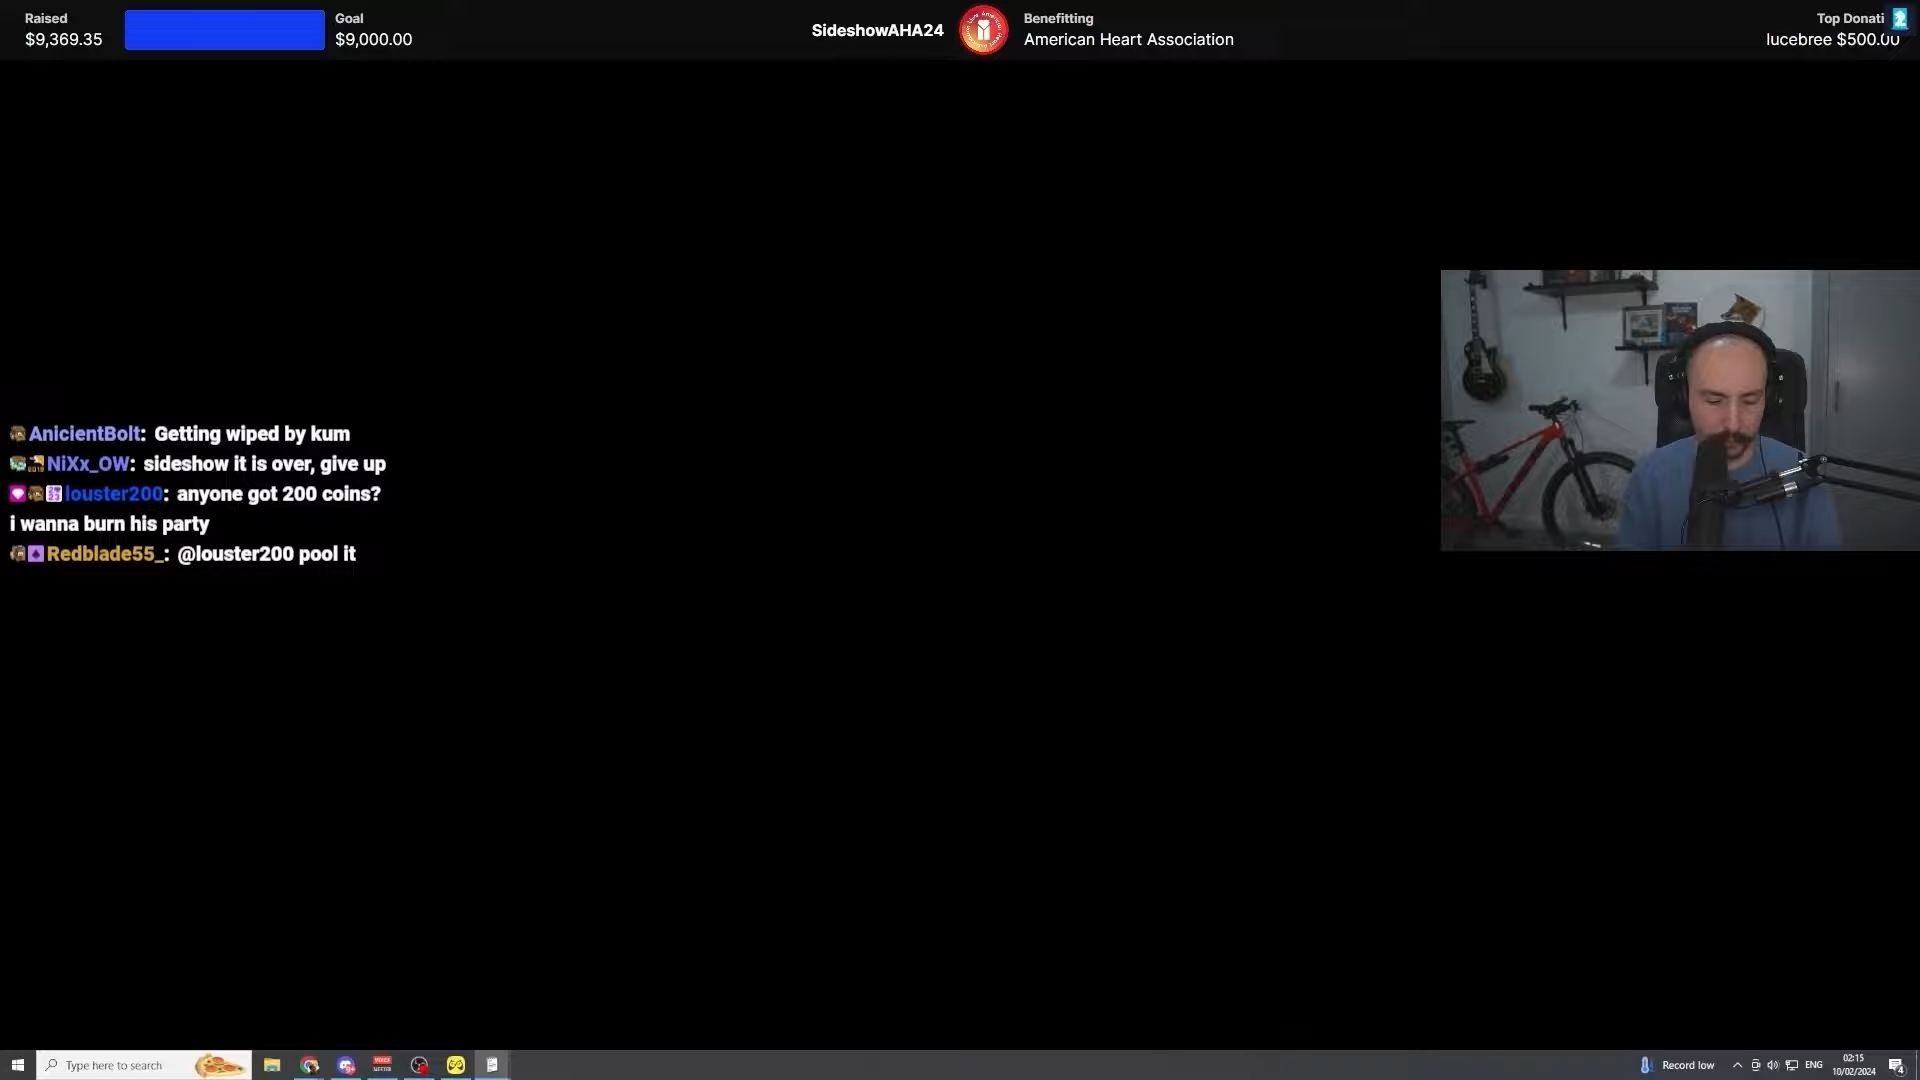 Raised
$9,369.35
Goal
$9,000.00
SideshowAHA24
Benefitting
American Heart Association
Top Donati
lucebree $500.00
AnicientBolt: Getting wiped by kum
NiXx_OW: sideshow it is over, give up
louster200: anyone got 200 coins?
i wanna burn his party
Redblade55_: @louster200 pool it
Type here to search
Record low
ENG
02:15
10/02/2024
4